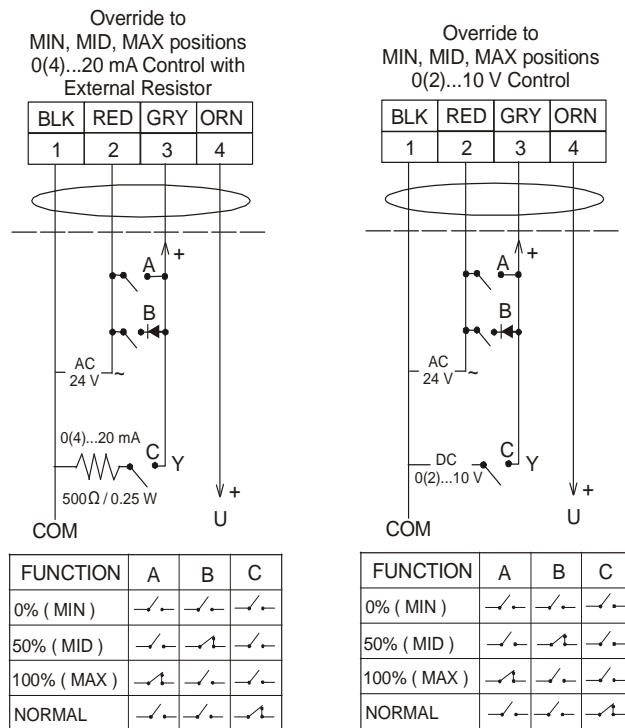 Override to
MIN, MID, MAX positions
0(4)...20 mA Control with
External Resistor
BLK RED GRY ORN
1 2 3 4
+
A
B
AC
24 V ~
0(4)...20 mA
C Y
500Ω / 0.25 W
+
U
COM
FUNCTION A B C
0% ( MIN )
50% ( MID )
100% ( MAX )
NORMAL
Override to
MIN, MID, MAX positions
0(2)...10 V Control
BLK RED GRY ORN
1 2 3 4
+
A
B
AC
24 V ~
DC
0(2)...10 V
C Y
+
U
COM
FUNCTION A B C
0% ( MIN )
50% ( MID )
100% ( MAX )
NORMAL